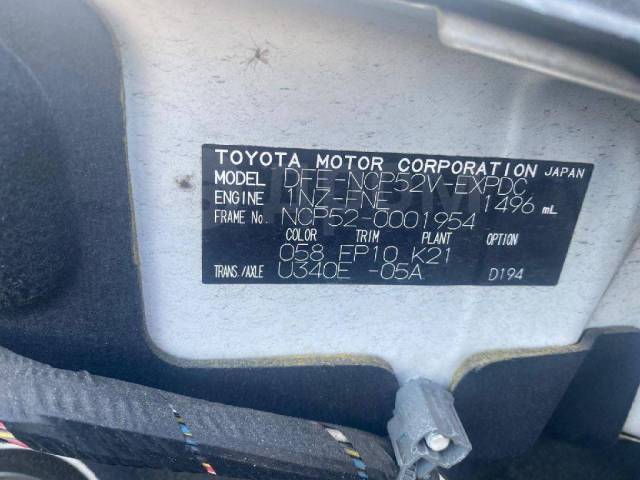 TOYOTA MOTOR CORPORATION JAPAN
MODEL DFE-NCP52V-EXPDC
ENGINE 1NZ-FNE 1496 mL
FRAME No. NCP52-0001954
COLOR TRIM PLANT OPTION
058 EP10 K21
TRANS./AXLE U340E -05A D194